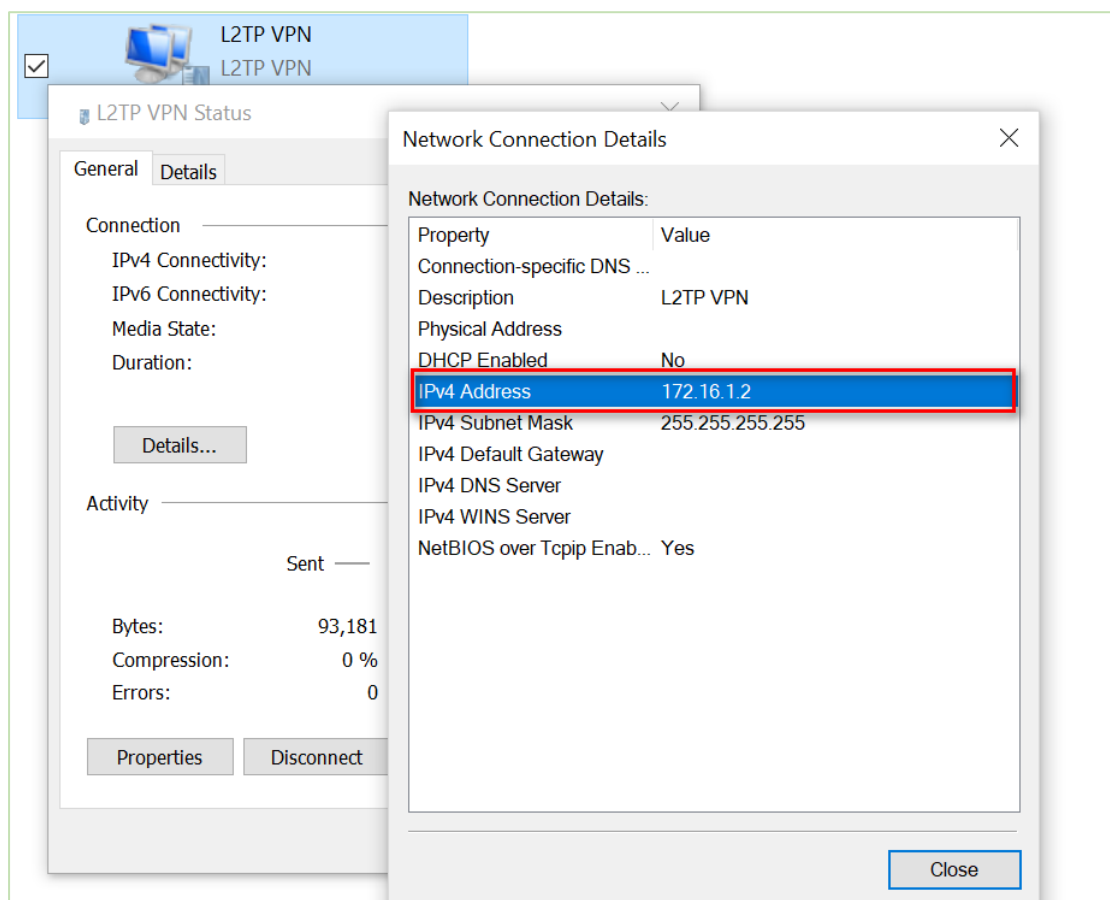 L2TP VPN
L2TP VPN
L2TP VPN Status
General
Details
Connection
IPv4 Connectivity:
IPv6 Connectivity:
Media State:
Duration:
Details...
Activity
Sent
Bytes: 93,181
Compression: 0 %
Errors: 0
Properties
Disconnect
Network Connection Details
Network Connection Details:
Property Value
Connection-specific DNS ...
Description L2TP VPN
Physical Address
DHCP Enabled No
IPv4 Address 172.16.1.2
IPv4 Subnet Mask 255.255.255.255
IPv4 Default Gateway
IPv4 DNS Server
IPv4 WINS Server
NetBIOS over Tcpip Enab... Yes
Close